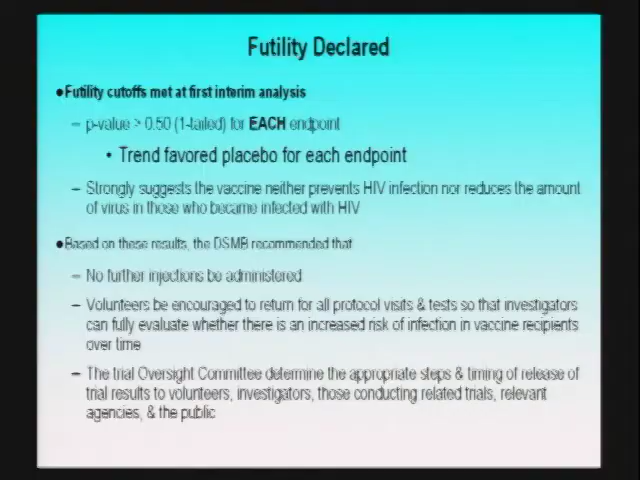 Futility Declared
●Futility cutoffs met at first interim analysis
– p-value > 0.50 (1-tailed) for EACH endpoint
• Trend favored placebo for each endpoint
– Strongly suggests the vaccine neither prevents HIV infection nor reduces the amount
of virus in those who became infected with HIV
●Based on these results, the DSMB recommended that
– No further injections be administered
– Volunteers be encouraged to return for all protocol visits & tests so that investigators
can fully evaluate whether there is an increased risk of infection in vaccine recipients
over time
– The trial Oversight Committee determine the appropriate steps & timing of release of
trial results to volunteers, investigators, those conducting related trials, relevant
agencies, & the public